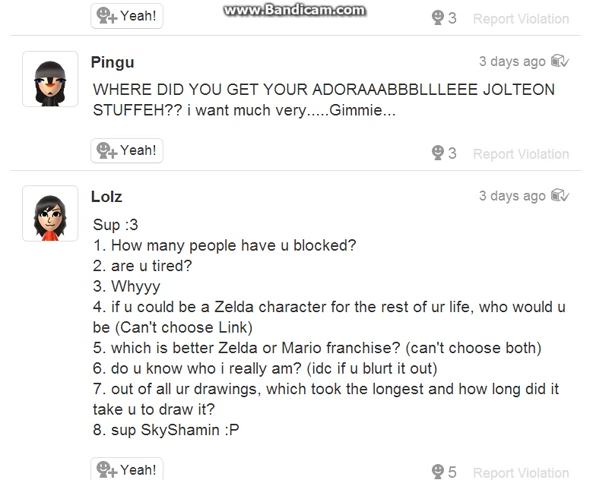 www.Bandicam.com
Yeah!
3
Report Violation
Pingu
3 days ago
WHERE DID YOU GET YOUR ADORAAABBBLLLEEE JOLTEON
STUFFEH?? i want much very.....Gimmie...
Yeah!
3
Report Violation
Lolz
3 days ago
Sup :3
1. How many people have u blocked?
2. are u tired?
3. Whyyy
4. if u could be a Zelda character for the rest of ur life, who would u
be (Can't choose Link)
5. which is better Zelda or Mario franchise? (can't choose both)
6. do u know who i really am? (idc if u blurt it out)
7. out of all ur drawings, which took the longest and how long did it
take u to draw it?
8. sup SkyShamin :P
Yeah!
5
Report Violation